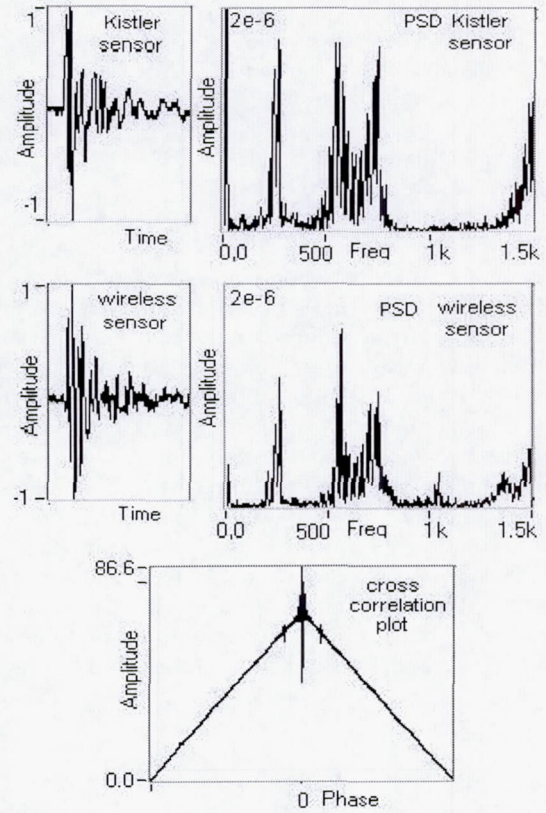 1
Kistler
sensor
Amplitude
-1
Time
2e-6
PSD Kistler
sensor
Amplitude
0,0
500
Freq
1k
1.5k
1
wireless
sensor
Amplitude
-1
Time
2e-6
PSD wireless
sensor
Amplitude
0,0
500
Freq
1k
1.5k
86.6
cross
correlation
plot
Amplitude
0.0
0 Phase